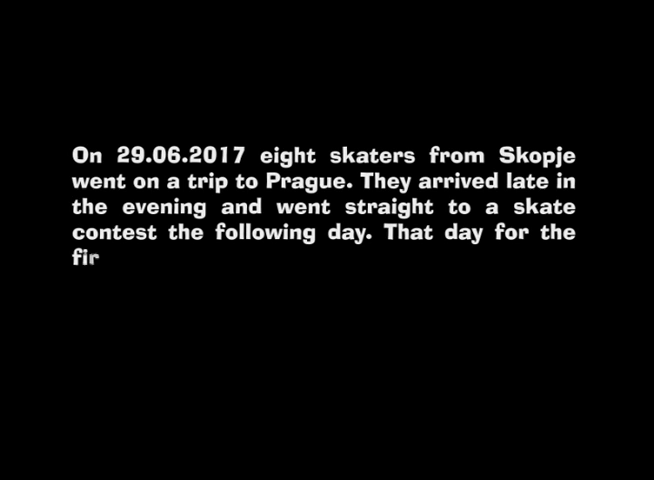 On 29.06.2017 eight skaters from Skopje
went on a trip to Prague. They arrived late in
the evening and went straight to a skate
contest the following day. That day for the
fir